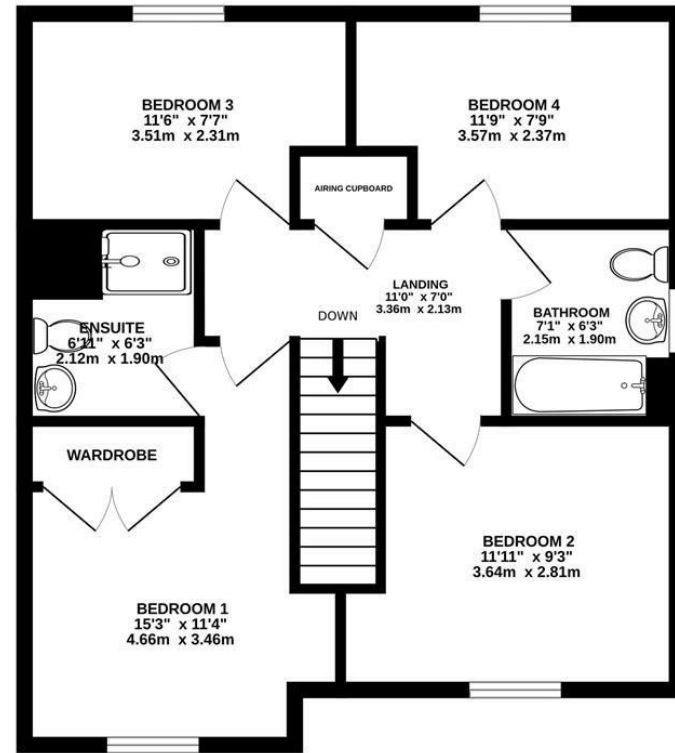 BEDROOM 3
11'6" x 7'7"
3.51m x 2.31m
BEDROOM 4
11'9" x 7'9"
3.57m x 2.37m
AIRING CUPBOARD
LANDING
11'0" x 7'0"
3.36m x 2.13m
DOWN
ENSUITE
6'11" x 6'3"
2.12m x 1.90m
BATHROOM
7'1" x 6'3"
2.15m x 1.90m
WARDROBE
BEDROOM 2
11'11" x 9'3"
3.64m x 2.81m
BEDROOM 1
15'3" x 11'4"
4.66m x 3.46m